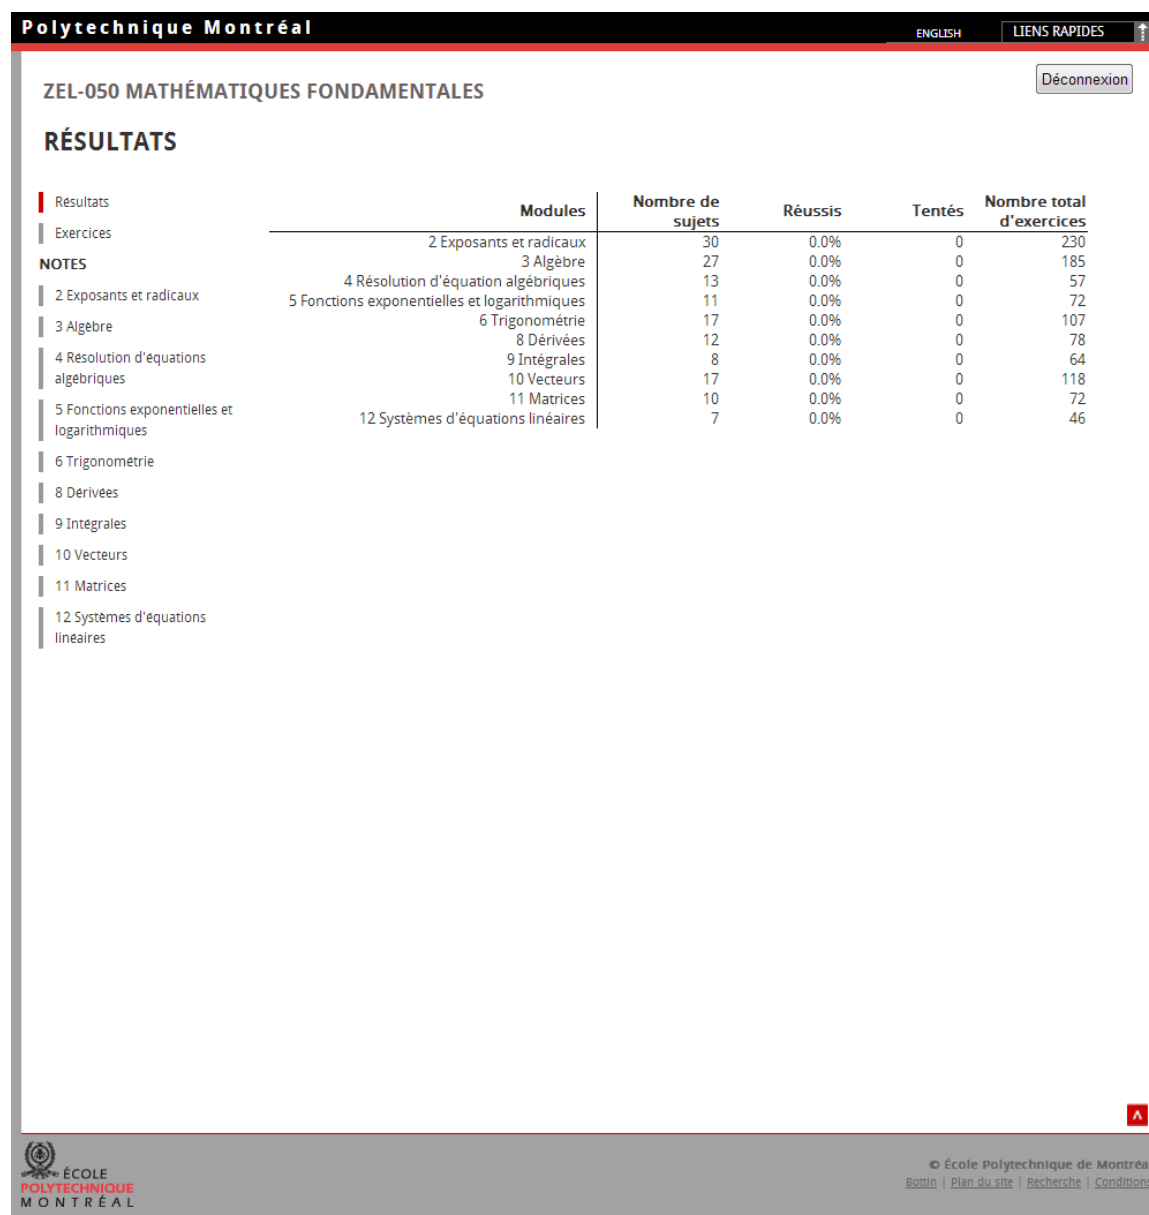 Polytechnique Montréal
ENGLISH
LIENS RAPIDES
Déconnexion
ZEL-050 MATHÉMATIQUES FONDAMENTALES
RÉSULTATS
Résultats
Exercices
NOTES
2 Exposants et radicaux
3 Algèbre
4 Résolution d'équations
algébriques
5 Fonctions exponentielles et
logarithmiques
6 Trigonométrie
8 Dérivées
9 Intégrales
10 Vecteurs
11 Matrices
12 Systèmes d'équations
linéaires
Modules Nombre de sujets Réussis Tentés Nombre total d'exercices
2 Exposants et radicaux 30 0.0% 0 230
3 Algèbre 27 0.0% 0 185
4 Résolution d'équation algébriques 13 0.0% 0 57
5 Fonctions exponentielles et logarithmiques 11 0.0% 0 72
6 Trigonométrie 17 0.0% 0 107
8 Dérivées 12 0.0% 0 78
9 Intégrales 8 0.0% 0 64
10 Vecteurs 17 0.0% 0 118
11 Matrices 10 0.0% 0 72
12 Systèmes d'équations linéaires 7 0.0% 0 46
ÉCOLE
POLYTECHNIQUE
MONTRÉAL
© École Polytechnique de Montréa
Bottin | Plan du site | Recherche | Conditions